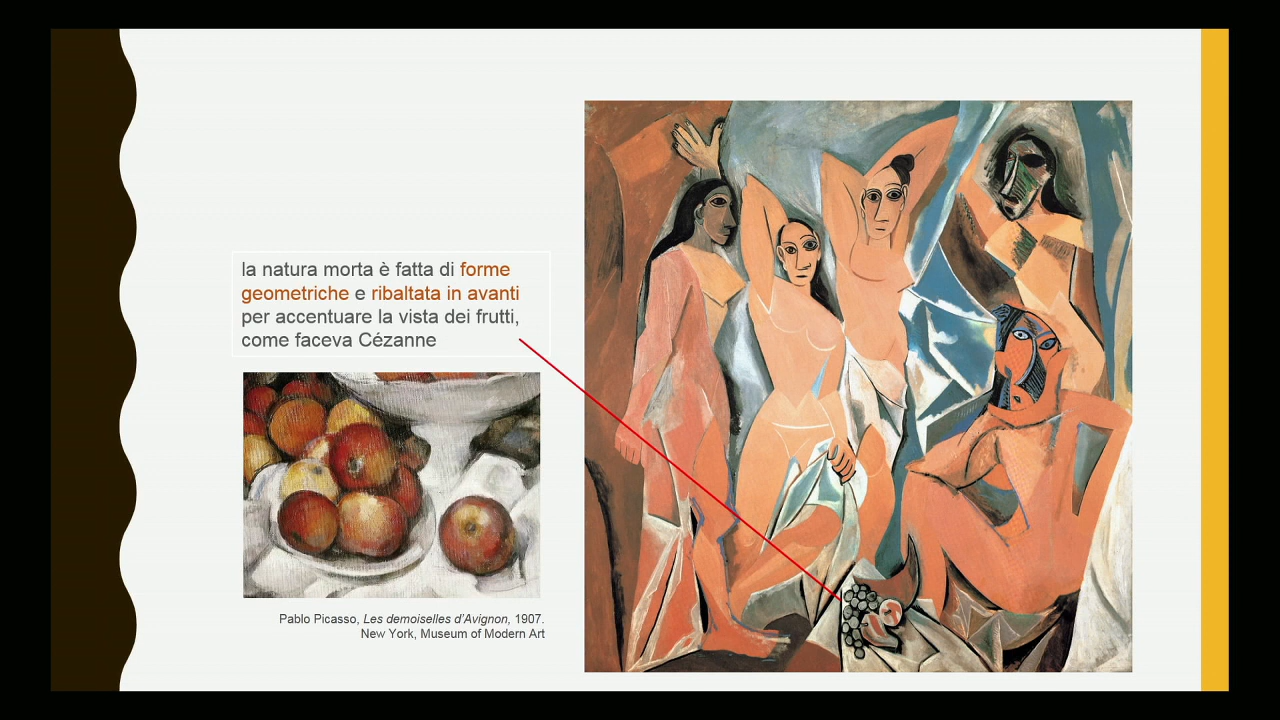 la natura morta è fatta di forme
geometriche e ribaltata in avanti
per accentuare la vista dei frutti,
come faceva Cézanne
Pablo Picasso, Les demoiselles d’Avignon, 1907.
New York, Museum of Modern Art